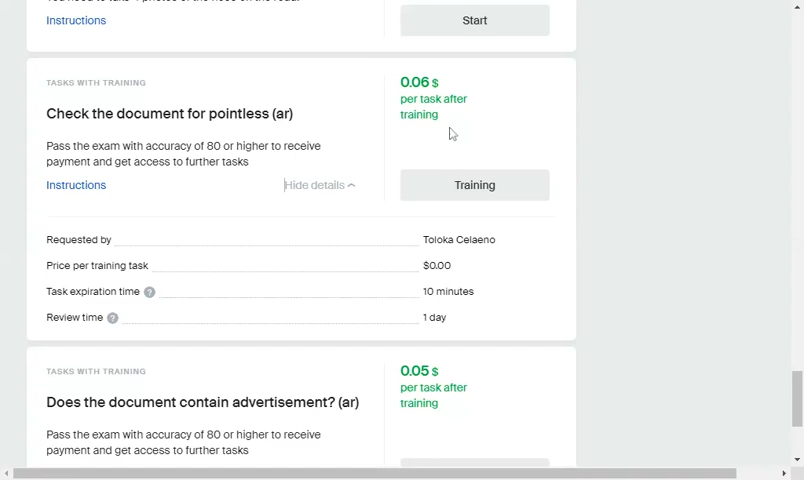 Instructions
Start
TASKS WITH TRAINING
0.06 $
per task after
training
Check the document for pointless (ar)
Pass the exam with accuracy of 80 or higher to receive
payment and get access to further tasks
Instructions
Hide details
Training
Requested by
Toloka Celaeno
Price per training task
$0.00
Task expiration time ?
10 minutes
Review time ?
1 day
TASKS WITH TRAINING
0.05 $
per task after
training
Does the document contain advertisement? (ar)
Pass the exam with accuracy of 80 or higher to receive
payment and get access to further tasks